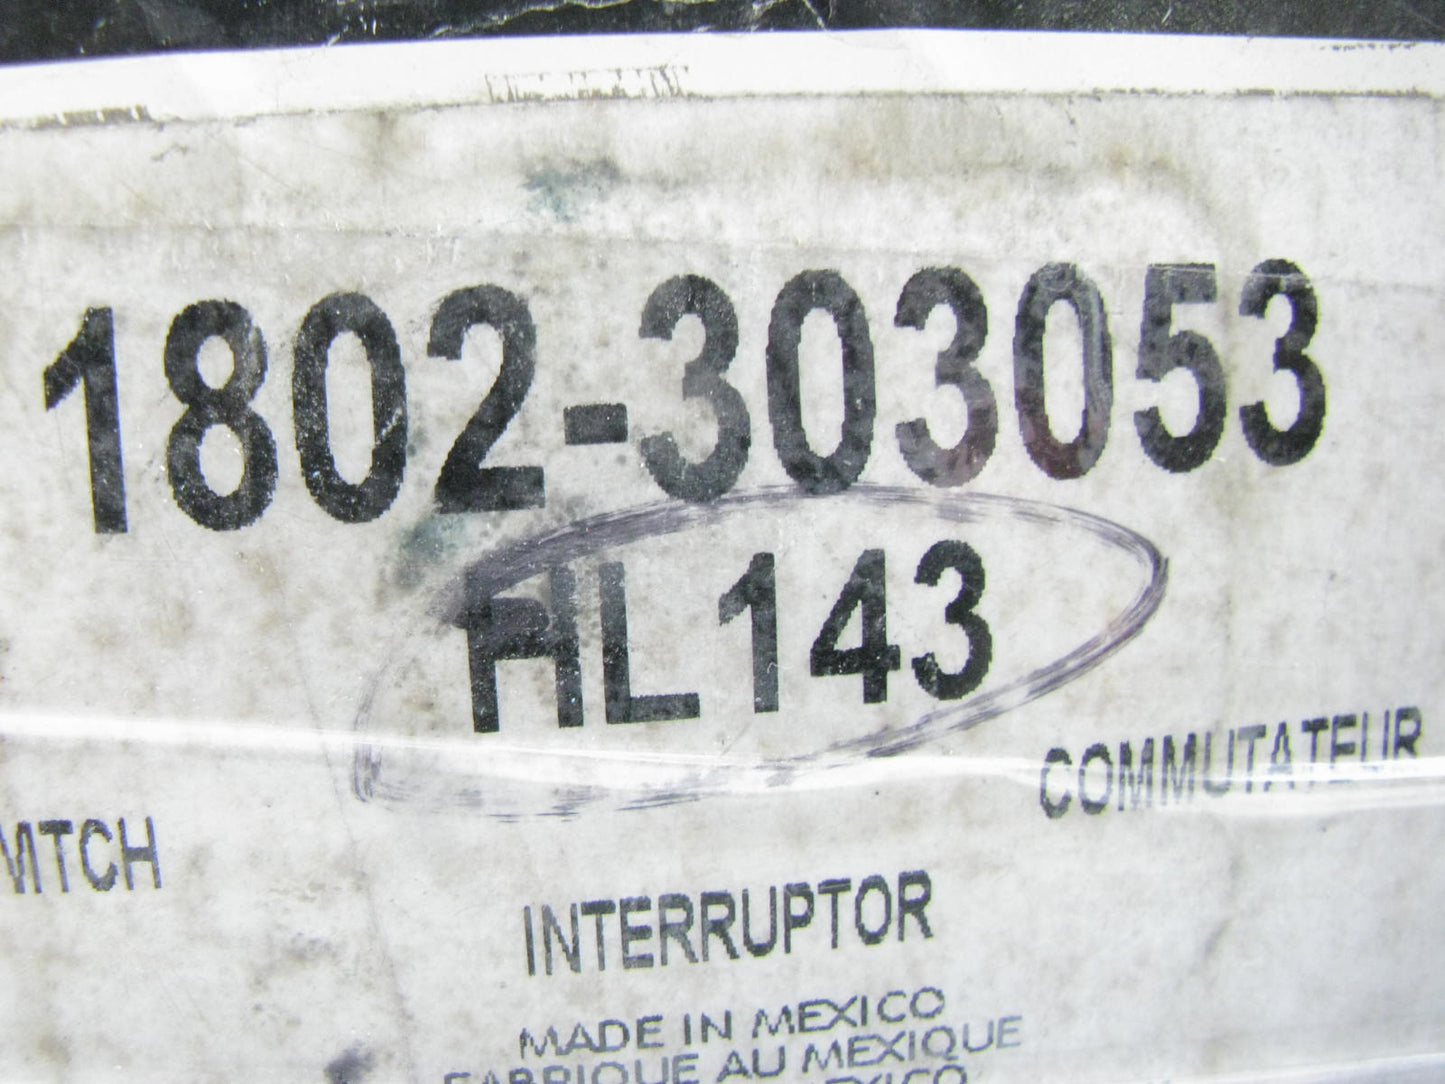 1802-303053
HL143
COMMUTATEUR
INTERRUPTOR
MADE IN MEXICO
FABRIQUE AU MEXIQUE